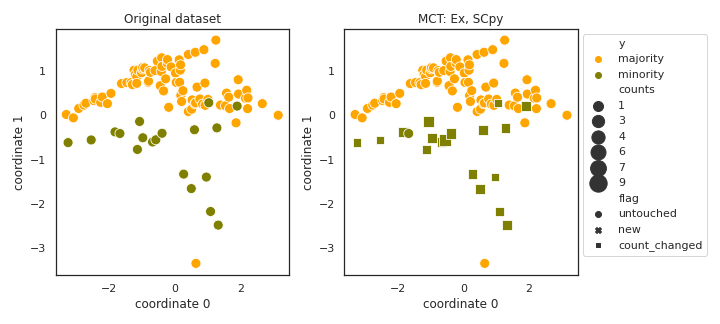 Original dataset
MCT: Ex, SCpy
coordinate 1
1
0
−1
−2
−3
−2
0
2
coordinate 0
coordinate 1
1
0
−1
−2
−3
−2
0
2
coordinate 0
y
majority
minority
counts
1
3
4
6
7
9
flag
untouched
new
count_changed